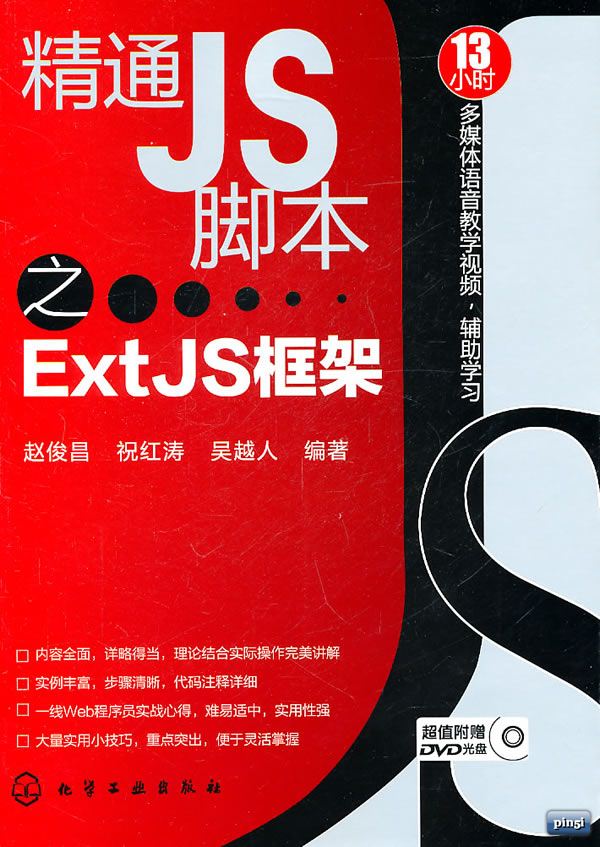 精通JS
脚本
之
ExtJS框架
赵俊昌 祝红涛 吴越人 编著
13
小时
多媒体语音教学视频，辅助学习
JS
□ 内容全面，详略得当，理论结合实际操作完美讲解
□ 实例丰富，步骤清晰，代码注释详细
□ 一线Web程序员实战心得，难易适中，实用性强
□ 大量实用小技巧，重点突出，便于灵活掌握
超值附赠
DVD光盘
化学工业出版社
pin5i